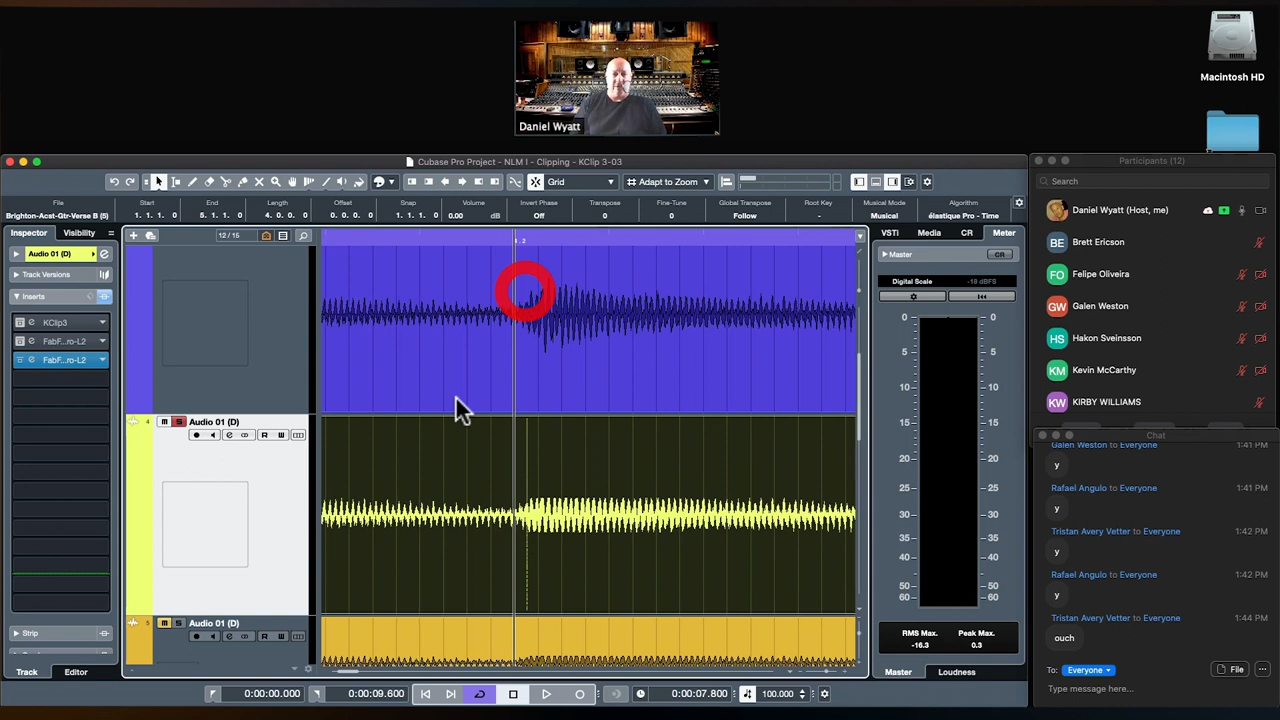 Macintosh HD
Daniel Wyatt
Cubase Pro Project - NLM I - Clipping - KClip 3-03
Grid
Adapt to Zoom
File
Start
End
Length
Offset
Snap
Volume
Invert Phase
Transpose
Fine-Tune
Global Transpose
Root Key
Musical Mode
Algorithm
Brighton-Acst-Gtr-Verse B (5)
1. 1. 1. 0
5. 1. 1. 0
4. 0. 0. 0
0. 0. 0. 0
1. 1. 1. 0
0.00 dB
Off
0
0
Follow
-
Musical
élastique Pro - Time
Inspector
Visibility
12 / 15
Audio 01 (D)
Track Versions
Inserts
KClip3
FabF...ro-L2
FabF...ro-L2
Strip
Track
Editor
1.2
4
m S Audio 01 (D)
R W
5
m S Audio 01 (D)
R W
VSTi
Media
CR
Meter
Master
CR
Digital Scale
-18 dBFS
0 0
5 5
10 10
15 15
20 20
25 25
30 30
35 35
40 40
50 50
60 60
RMS Max.
Peak Max.
-16.3
0.3
Master
Loudness
0:00:00.000
0:00:09.600
0:00:07.800
100.000
Participants (12)
Search
Daniel Wyatt (Host, me)
BE Brett Ericson
FO Felipe Oliveira
Galen Weston
HS Hakon Sveinsson
KM Kevin McCarthy
KW KIRBY WILLIAMS
Chat
Galen Weston to Everyone 1:41 PM
y
Rafael Angulo to Everyone 1:41 PM
y
Tristan Avery Vetter to Everyone 1:42 PM
y
Rafael Angulo to Everyone 1:42 PM
y
Tristan Avery Vetter to Everyone 1:44 PM
ouch
To: Everyone
File
Type message here...